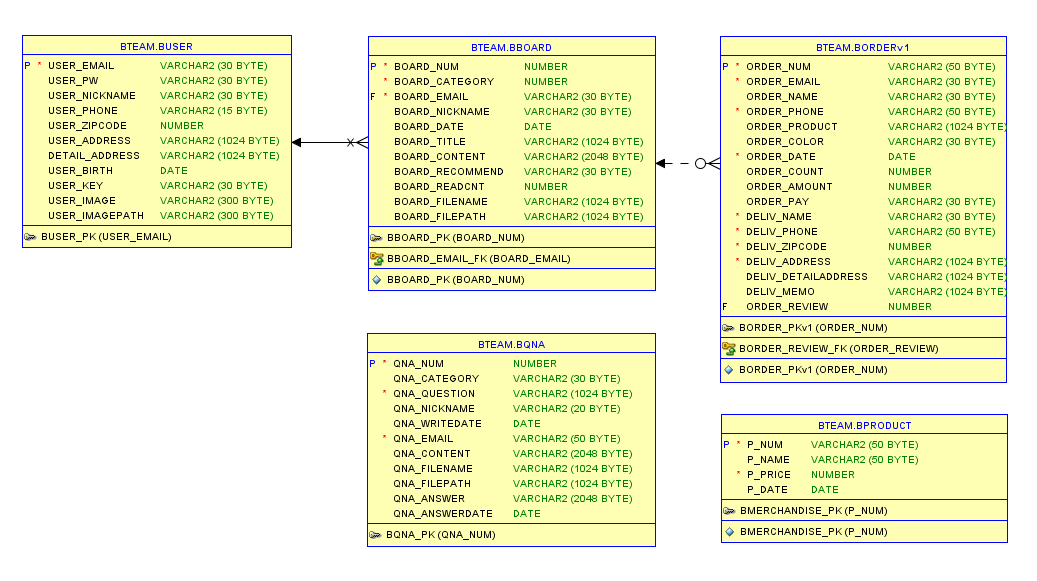 BTEAM.BUSER
P * USER_EMAIL VARCHAR2 (30 BYTE)
USER_PW VARCHAR2 (30 BYTE)
USER_NICKNAME VARCHAR2 (30 BYTE)
USER_PHONE VARCHAR2 (15 BYTE)
USER_ZIPCODE NUMBER
USER_ADDRESS VARCHAR2 (1024 BYTE)
DETAIL_ADDRESS VARCHAR2 (1024 BYTE)
USER_BIRTH DATE
USER_KEY VARCHAR2 (30 BYTE)
USER_IMAGE VARCHAR2 (300 BYTE)
USER_IMAGEPATH VARCHAR2 (300 BYTE)
BUSER_PK (USER_EMAIL)
BTEAM.BBOARD
P * BOARD_NUM NUMBER
* BOARD_CATEGORY NUMBER
F * BOARD_EMAIL VARCHAR2 (30 BYTE)
BOARD_NICKNAME VARCHAR2 (30 BYTE)
BOARD_DATE DATE
BOARD_TITLE VARCHAR2 (1024 BYTE)
BOARD_CONTENT VARCHAR2 (2048 BYTE)
BOARD_RECOMMEND VARCHAR2 (30 BYTE)
BOARD_READCNT NUMBER
BOARD_FILENAME VARCHAR2 (1024 BYTE)
BOARD_FILEPATH VARCHAR2 (1024 BYTE)
BBOARD_PK (BOARD_NUM)
BBOARD_EMAIL_FK (BOARD_EMAIL)
BBOARD_PK (BOARD_NUM)
BTEAM.BORDERv1
P * ORDER_NUM VARCHAR2 (50 BYTE)
* ORDER_EMAIL VARCHAR2 (30 BYTE)
ORDER_NAME VARCHAR2 (30 BYTE)
* ORDER_PHONE VARCHAR2 (50 BYTE)
ORDER_PRODUCT VARCHAR2 (1024 BYTE)
ORDER_COLOR VARCHAR2 (30 BYTE)
* ORDER_DATE DATE
ORDER_COUNT NUMBER
ORDER_AMOUNT NUMBER
ORDER_PAY VARCHAR2 (30 BYTE)
* DELIV_NAME VARCHAR2 (30 BYTE)
* DELIV_PHONE VARCHAR2 (50 BYTE)
* DELIV_ZIPCODE NUMBER
* DELIV_ADDRESS VARCHAR2 (1024 BYTE)
DELIV_DETAILADDRESS VARCHAR2 (1024 BYTE)
DELIV_MEMO VARCHAR2 (1024 BYTE)
F ORDER_REVIEW NUMBER
BORDER_PKv1 (ORDER_NUM)
BORDER_REVIEW_FK (ORDER_REVIEW)
BORDER_PKv1 (ORDER_NUM)
BTEAM.BQNA
P * QNA_NUM NUMBER
QNA_CATEGORY VARCHAR2 (30 BYTE)
* QNA_QUESTION VARCHAR2 (1024 BYTE)
QNA_NICKNAME VARCHAR2 (20 BYTE)
QNA_WRITEDATE DATE
* QNA_EMAIL VARCHAR2 (50 BYTE)
QNA_CONTENT VARCHAR2 (2048 BYTE)
QNA_FILENAME VARCHAR2 (1024 BYTE)
QNA_FILEPATH VARCHAR2 (1024 BYTE)
QNA_ANSWER VARCHAR2 (2048 BYTE)
QNA_ANSWERDATE DATE
BQNA_PK (QNA_NUM)
BTEAM.BPRODUCT
P * P_NUM VARCHAR2 (50 BYTE)
P_NAME VARCHAR2 (50 BYTE)
* P_PRICE NUMBER
P_DATE DATE
BMERCHANDISE_PK (P_NUM)
BMERCHANDISE_PK (P_NUM)